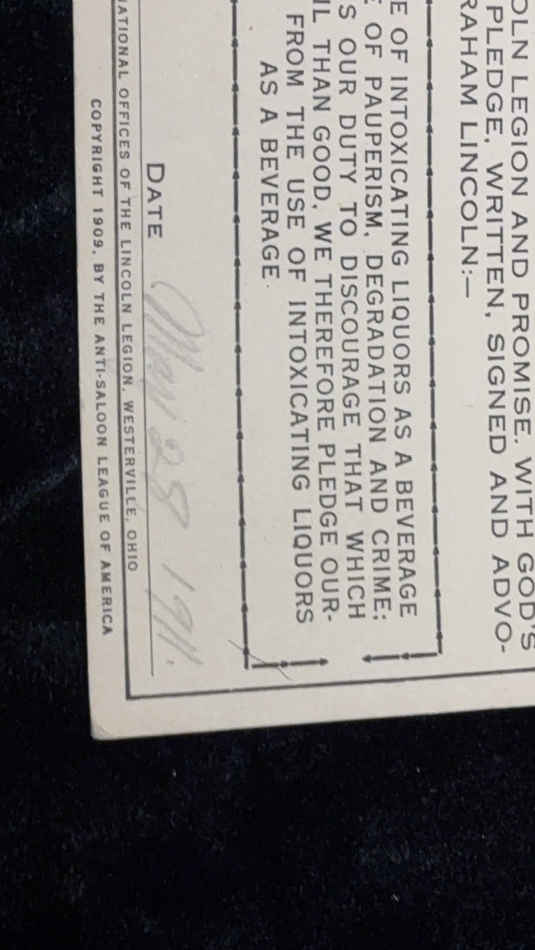 OLN LEGION AND PROMISE, WITH GOD'S
PLEDGE, WRITTEN, SIGNED AND ADVO-
RAHAM LINCOLN:—
E OF INTOXICATING LIQUORS AS A BEVERAGE
E OF PAUPERISM, DEGRADATION AND CRIME;
S OUR DUTY TO DISCOURAGE THAT WHICH
IL THAN GOOD, WE THEREFORE PLEDGE OUR-
FROM THE USE OF INTOXICATING LIQUORS
AS A BEVERAGE.
DATE 28 1911.
ATIONAL OFFICES OF THE LINCOLN LEGION, WESTERVILLE, OHIO
COPYRIGHT 1909, BY THE ANTI-SALOON LEAGUE OF AMERICA